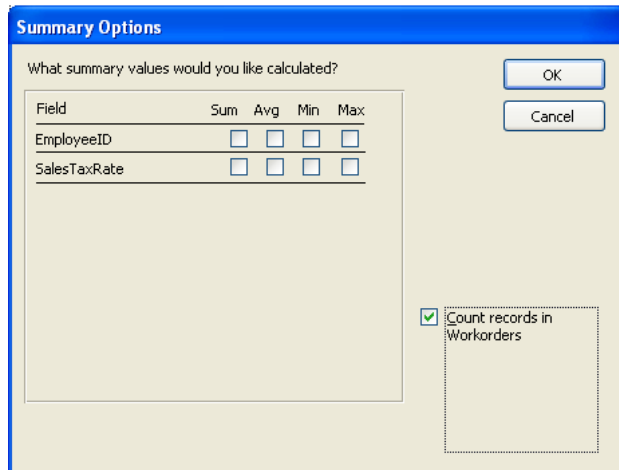 Summary Options
What summary values would you like calculated?
OK
Cancel
Field Sum Avg Min Max
EmployeeID
SalesTaxRate
Count records in
Workorders